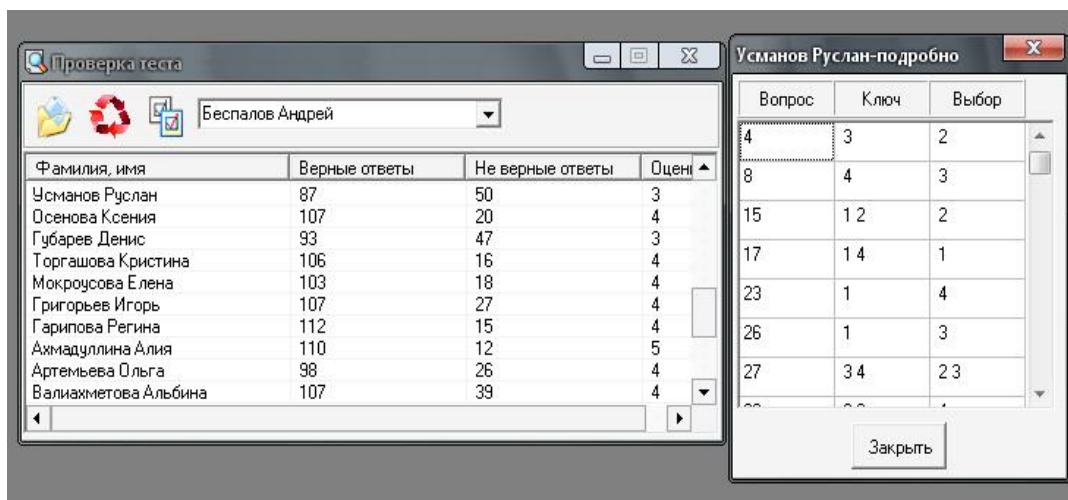 Проверка теста
Беспалов Андрей
Фамилия, имя Верные ответы Не верные ответы Оцен
Усманов Руслан 87 50 3
Осенова Ксения 107 20 4
Губарев Денис 93 47 3
Торгашова Кристина 106 16 4
Мокроусова Елена 103 18 4
Григорьев Игорь 107 27 4
Гарипова Регина 112 15 4
Ахмадуллина Алия 110 12 5
Артемьева Ольга 98 26 4
Валиахметова Альбина 107 39 4
Усманов Руслан-подробно
Вопрос Ключ Выбор
4 3 2
8 4 3
15 1 2 2
17 1 4 1
23 1 4
26 1 3
27 3 4 2 3
Закрыть